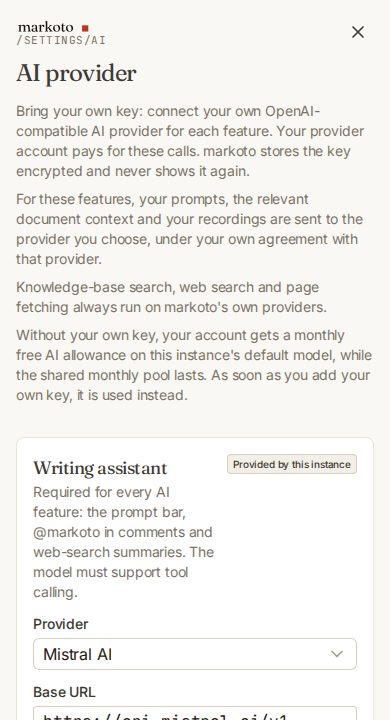 markoto
/SETTINGS/AI
AI provider
Bring your own key: connect your own OpenAI-
compatible AI provider for each feature. Your provider
account pays for these calls. markoto stores the key
encrypted and never shows it again.
For these features, your prompts, the relevant
document context and your recordings are sent to the
provider you choose, under your own agreement with
that provider.
Knowledge-base search, web search and page
fetching always run on markoto's own providers.
Without your own key, your account gets a monthly
free AI allowance on this instance's default model, while
the shared monthly pool lasts. As soon as you add your
own key, it is used instead.
Writing assistant
Provided by this instance
Required for every AI
feature: the prompt bar,
@markoto in comments and
web-search summaries. The
model must support tool
calling.
Provider
Mistral AI
Base URL
https://api.mistral.ai/v1